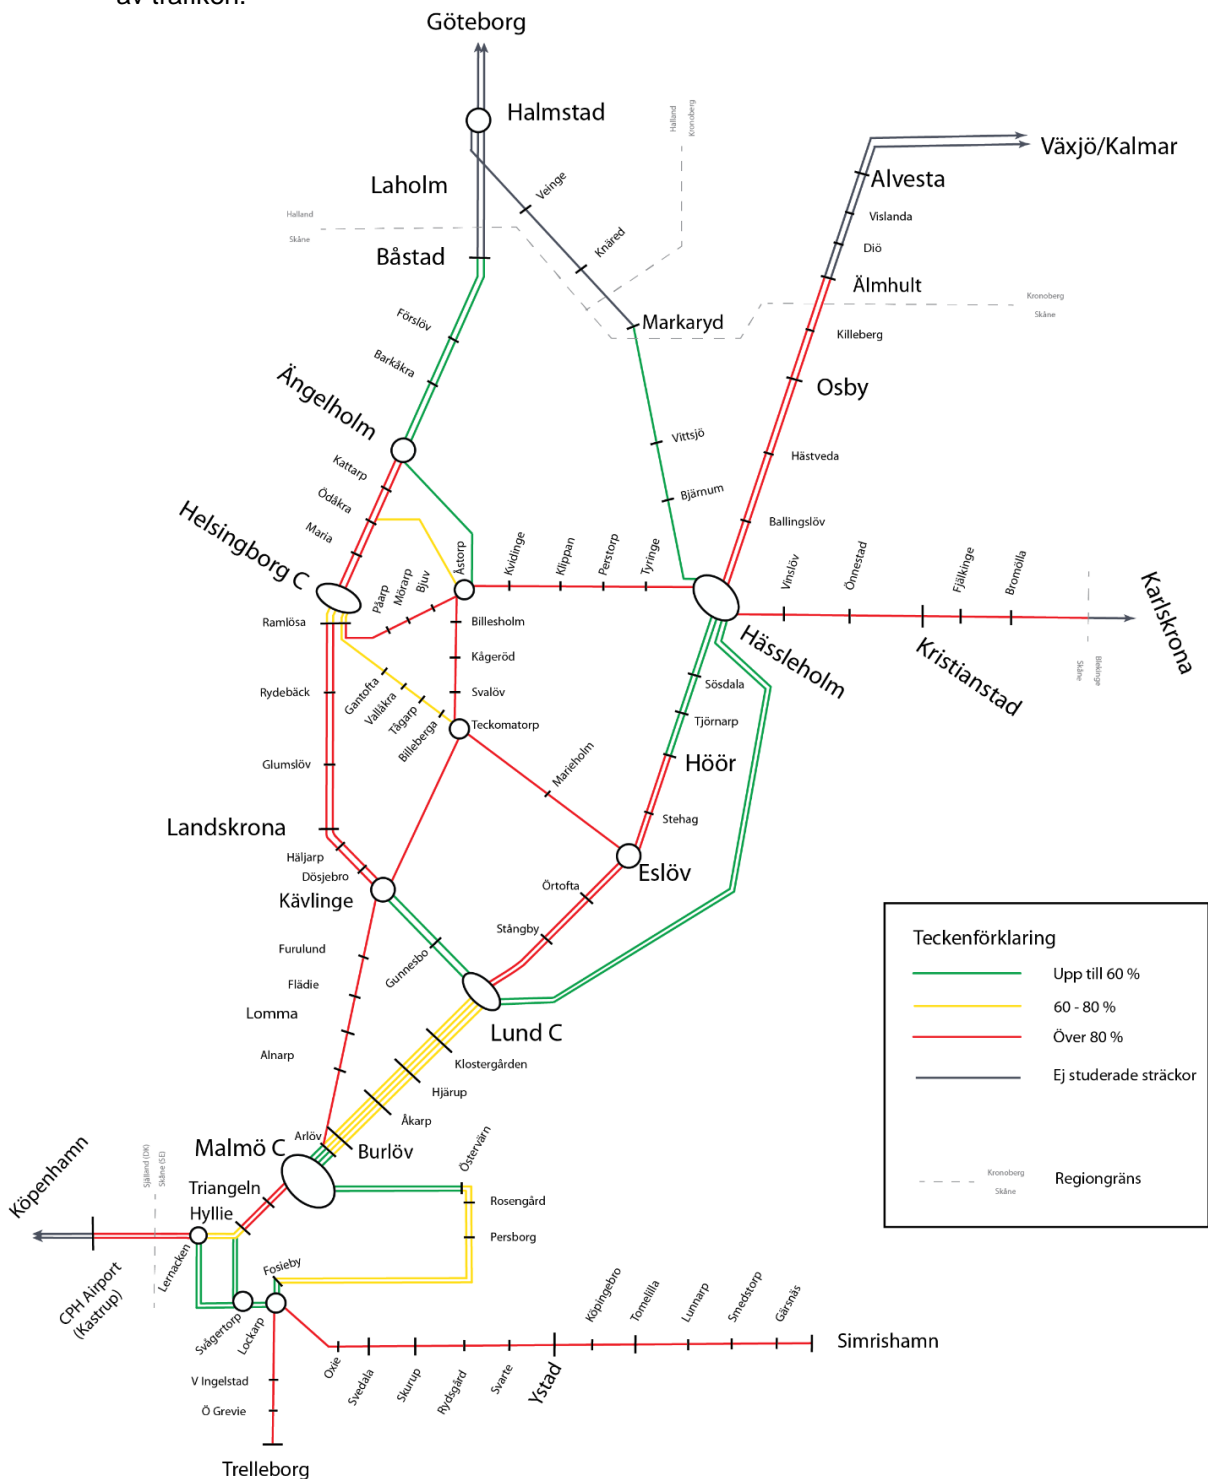 av trafiken.
Göteborg
Halmstad
Halland
Kronoberg
Växjö/Kalmar
Laholm
Veinge
Alvesta
Halland
Skåne
Vislanda
Knäred
Diö
Båstad
Älmhult
Kronoberg
Skåne
Förslöv
Markaryd
Killeberg
Barkåkra
Osby
Ängelholm
Vittsjö
Hästveda
Kattarp
Bjärnum
Ödåkra
Ballingslöv
Helsingborg C
Maria
Åstorp
Kvidinge
Klippan
Perstorp
Tyringe
Vinslöv
Önnestad
Fjälkinge
Bromölla
Karlskrona
Påarp
Mörarp
Bjuv
Ramlösa
Billesholm
Hässleholm
Kristianstad
Skåne
Blekinge
Kågeröd
Rydebäck
Gantofta
Vallåkra
Tågarp
Billeberga
Svalöv
Sösdala
Teckomatorp
Tjörnarp
Glumslöv
Marieholm
Höör
Landskrona
Stehag
Häljarp
Dösjebro
Eslöv
Kävlinge
Örtofta
Stångby
Furulund
Gunnesbo
Flädie
Lomma
Lund C
Alnarp
Klostergården
Hjärup
Åkarp
Arlöv
Malmö C
Burlöv
Östervärn
Köpenhamn
Själland (DK)
Skåne (SE)
Triangeln
Hyllie
Rosengård
Persborg
Lernacken
CPH Airport
(Kastrup)
Fosieby
Svågertorp
Lockarp
Köpingebro
Tomelilla
Lunnarp
Smedstorp
Gärsnäs
Simrishamn
Oxie
Svedala
Skurup
Rydsgård
Svarte
Ystad
V Ingelstad
Ö Grevie
Trelleborg
Teckenförklaring
Upp till 60 %
60 - 80 %
Över 80 %
Ej studerade sträckor
Kronoberg
Skåne
Regiongräns